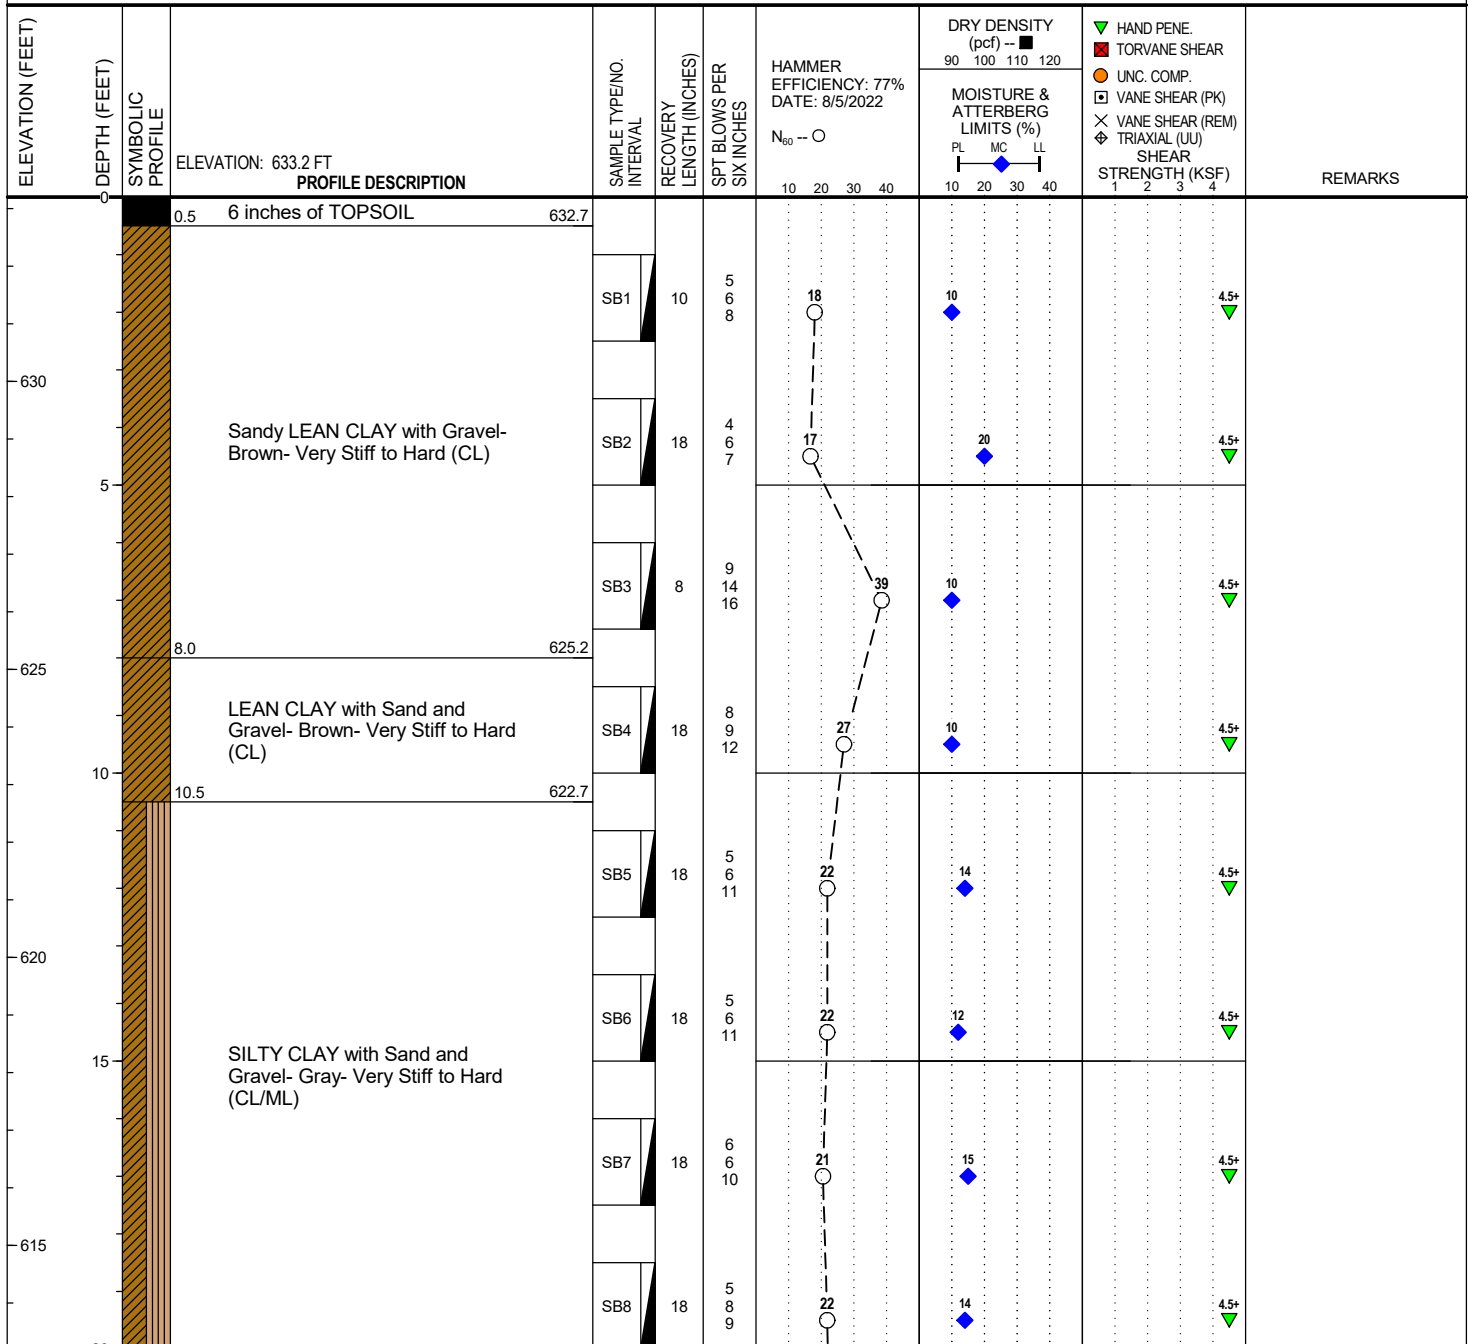 ELEVATION (FEET)
DEPTH (FEET)
SYMBOLIC
PROFILE
ELEVATION: 633.2 FT
PROFILE DESCRIPTION
SAMPLE TYPE/NO.
INTERVAL
RECOVERY
LENGTH (INCHES)
SPT BLOWS PER
SIX INCHES
HAMMER
EFFICIENCY: 77%
DATE: 8/5/2022
N60 --
10 20 30 40
DRY DENSITY
(pcf) --
90 100 110 120
MOISTURE &
ATTERBERG
LIMITS (%)
PL MC LL
10 20 30 40
HAND PENE.
TORVANE SHEAR
UNC. COMP.
VANE SHEAR (PK)
VANE SHEAR (REM)
TRIAXIAL (UU)
SHEAR
STRENGTH (KSF)
1 2 3 4
REMARKS
0
0.5 6 inches of TOPSOIL 632.7
SB1 10
5
6
8
18 10 4.5+
630
Sandy LEAN CLAY with Gravel-
Brown- Very Stiff to Hard (CL)
SB2 18
4
6
7
17 20 4.5+
5
SB3 8
9
14
16
39 10 4.5+
8.0 625.2
625
LEAN CLAY with Sand and
Gravel- Brown- Very Stiff to Hard
(CL)
SB4 18
8
9
12
27 10 4.5+
10
10.5 622.7
SB5 18
5
6
11
22 14 4.5+
620
SB6 18
5
6
11
22 12 4.5+
15
SILTY CLAY with Sand and
Gravel- Gray- Very Stiff to Hard
(CL/ML)
SB7 18
6
6
10
21 15 4.5+
615
SB8 18
5
8
9
22 14 4.5+